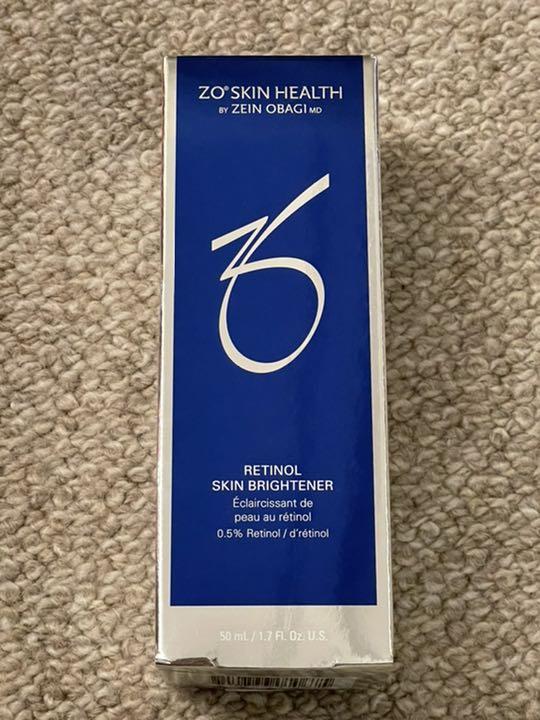 ZO® SKIN HEALTH
BY ZEIN OBAGI MD
ZO
RETINOL
SKIN BRIGHTENER
Éclaircissant de
peau au rétinol
0.5% Retinol / d'rétinol
50 mL / 1.7 Fl. Oz. U.S.